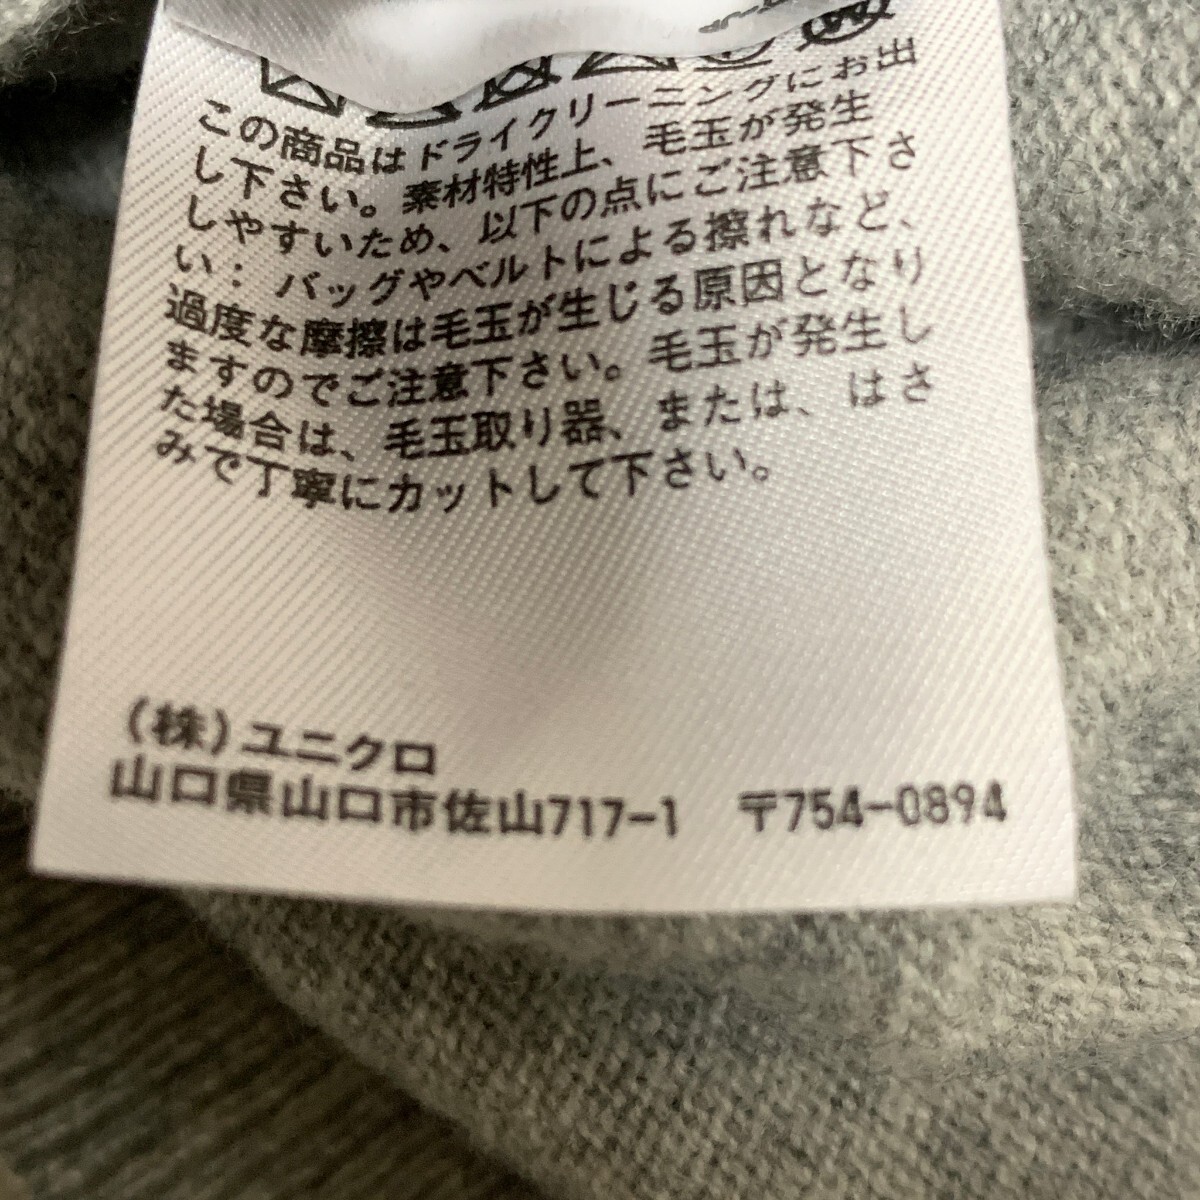 この商品はドライクリーニングにお出
し下さい。素材特性上、毛玉が発生
しやすいため、以下の点にご注意下さ
い：バッグやベルトによる擦れなど、
過度な摩擦は毛玉が生じる原因となり
ますのでご注意下さい。毛玉が発生し
た場合は、毛玉取り器、または、はさ
みで丁寧にカットして下さい。
(株)ユニクロ
山口県山口市佐山717-1 〒754-0894